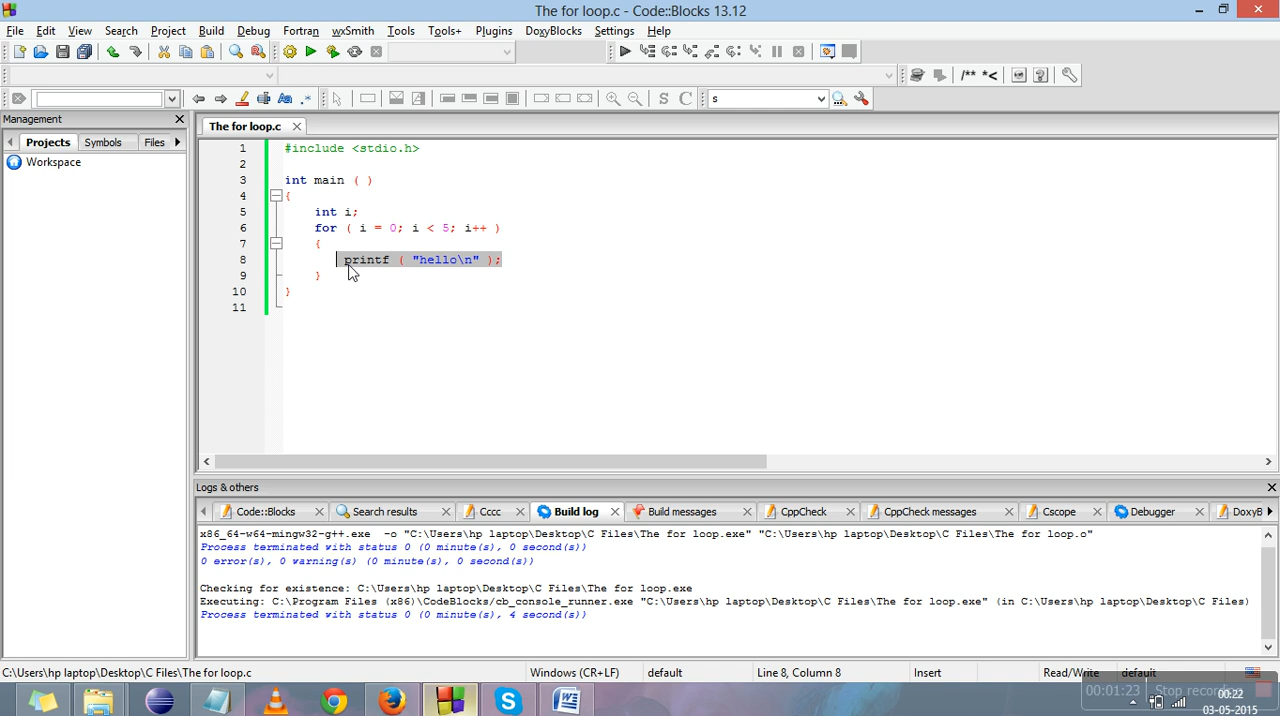 The for loop.c - Code::Blocks 13.12
File Edit View Search Project Build Debug Fortran wxSmith Tools Tools+ Plugins DoxyBlocks Settings Help
/** *<
Aa .* S C s
Management
The for loop.c
Projects Symbols Files
Workspace
1 #include <stdio.h>
2
3 int main ( )
4 {
5 int i;
6 for ( i = 0; i < 5; i++ )
7 {
8 printf ( "hello\n" );
9 }
10 }
11
Logs & others
Code::Blocks Search results Cccc Build log Build messages CppCheck CppCheck messages Cscope Debugger DoxyB
x86_64-w64-mingw32-g++.exe -o "C:\Users\hp laptop\Desktop\C Files\The for loop.exe" "C:\Users\hp laptop\Desktop\C Files\The for loop.c"
Process terminated with status 0 (0 minute(s), 0 second(s))
0 error(s), 0 warning(s) (0 minute(s), 0 second(s))
Checking for existence: C:\Users\hp laptop\Desktop\C Files\The for loop.exe
Executing: C:\Program Files (x86)\CodeBlocks/cb_console_runner.exe "C:\Users\hp laptop\Desktop\C Files\The for loop.exe" (in C:\Users\hp laptop\Desktop\C Files)
Process terminated with status 0 (0 minute(s), 4 second(s))
C:\Users\hp laptop\Desktop\C Files\The for loop.c Windows (CR+LF) default Line 8, Column 8 Insert Read/Write default
00:01:23 Stop recording
00:22
03-05-2015